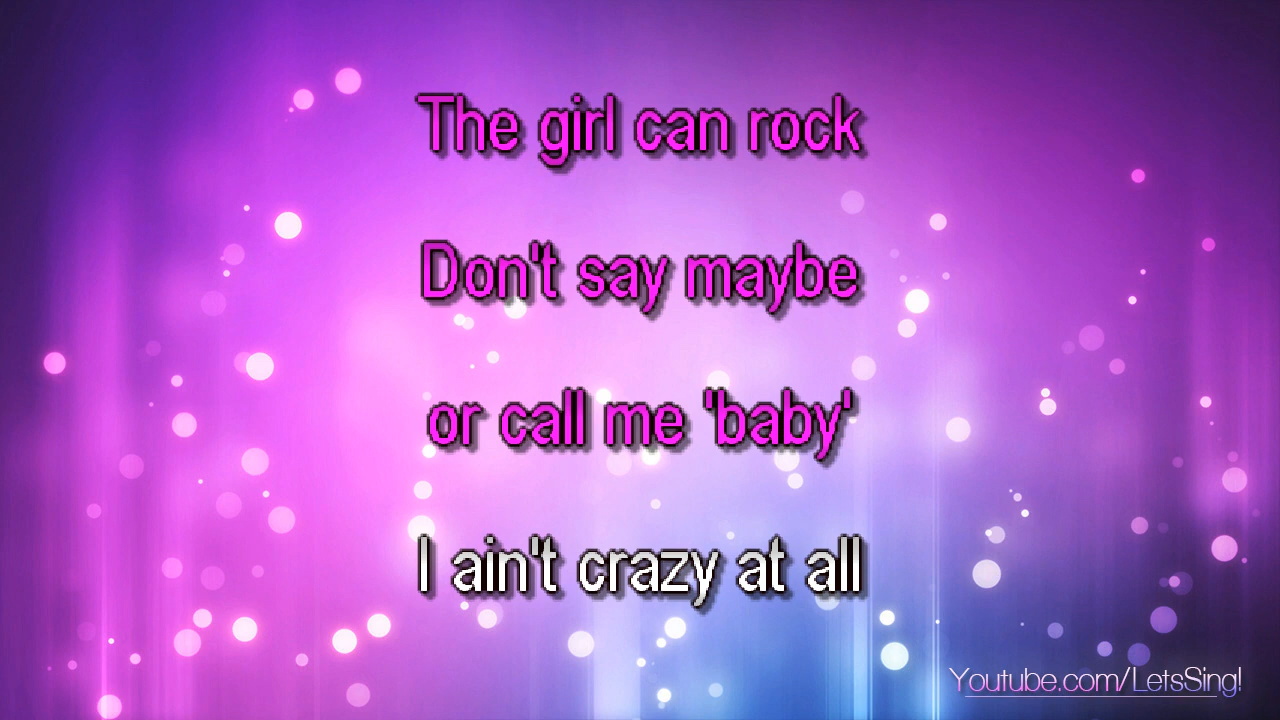 The girl can rock
Don't say maybe
or call me 'baby'
I ain't crazy at all
Youtube.com/LetsSing!